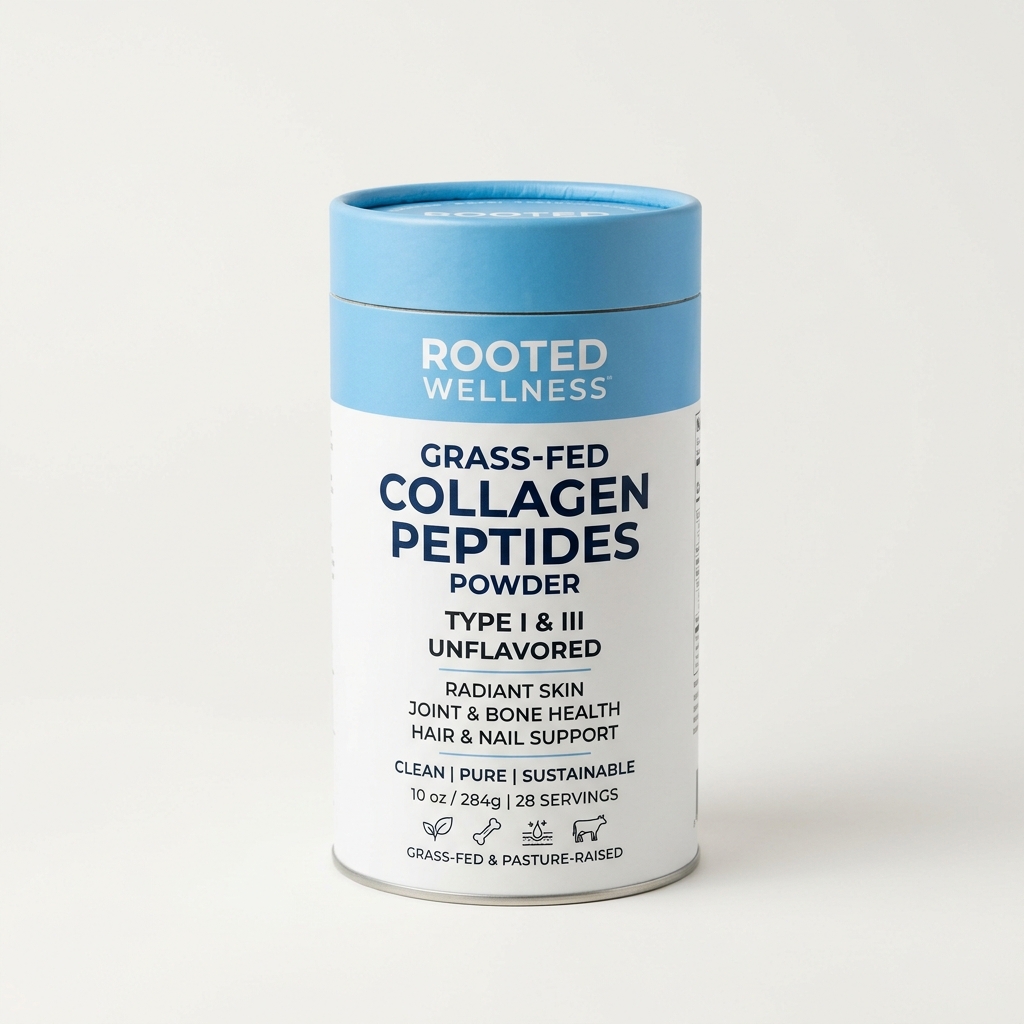 ROOTED
ROOTED
WELLNESS
GRASS-FED
COLLAGEN
PEPTIDES
POWDER
TYPE I & III
UNFLAVORED
RADIANT SKIN
JOINT & BONE HEALTH
HAIR & NAIL SUPPORT
CLEAN | PURE | SUSTAINABLE
10 oz / 284g | 28 SERVINGS
GRASS-FED & PASTURE-RAISED